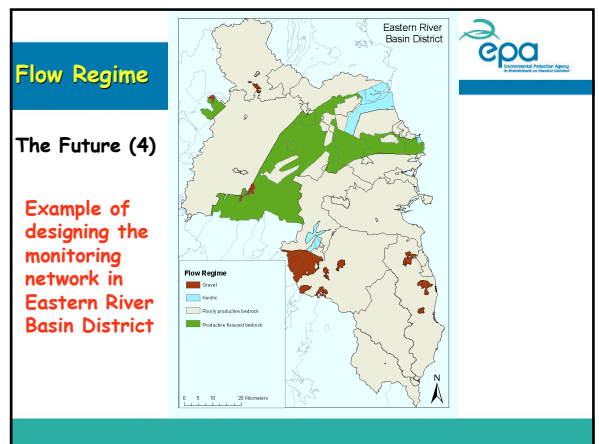 Flow Regime
The Future (4)
Example of
designing the
monitoring
network in
Eastern River
Basin District
Eastern River
Basin District
Flow Regime
Gravel
Karstic
Poorly productive bedrock
Productive fissured bedrock
0 5 10 20 Kilometers
N
epa
Environmental Protection Agency